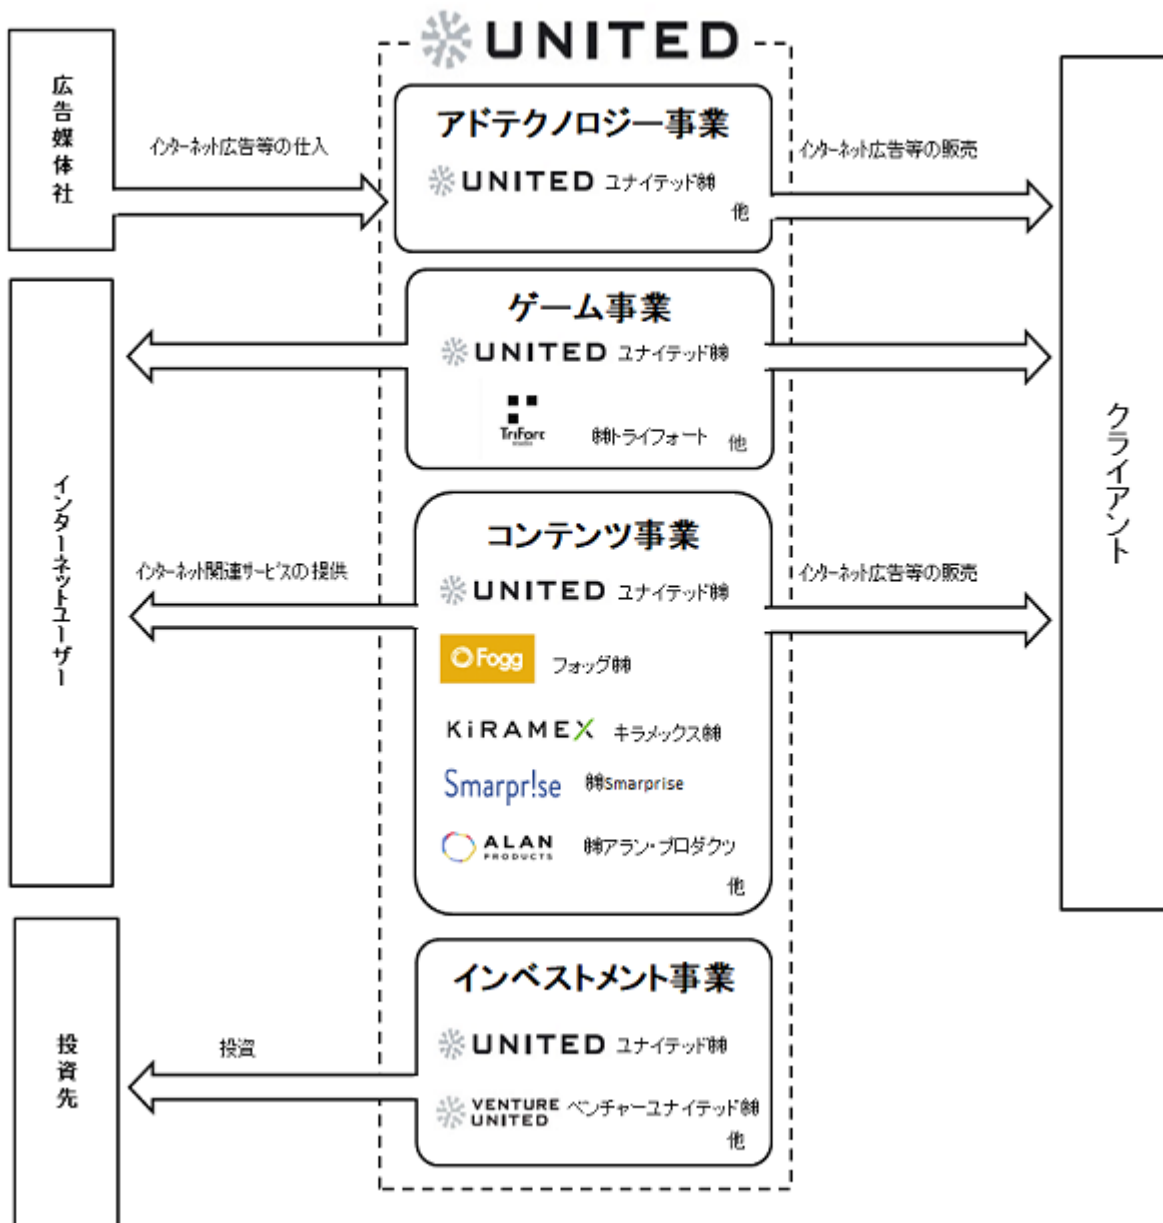 UNITED
広告媒体社
インターネット広告等の仕入
アドテクノロジー事業
UNITED ユナイテッド㈱
他
インターネット広告等の販売
クライアント
ゲーム事業
UNITED ユナイテッド㈱
TriFort ㈱トライフォート 他
インターネットユーザー
インターネット関連サービスの提供
コンテンツ事業
UNITED ユナイテッド㈱
Fogg フォッグ㈱
KiRAMEX キラメックス㈱
Smarpr!se ㈱Smarprise
ALAN PRODUCTS ㈱アラン・プロダクツ
他
インターネット広告等の販売
投資先
投資
インベストメント事業
UNITED ユナイテッド㈱
VENTURE UNITED ベンチャーユナイテッド㈱
他